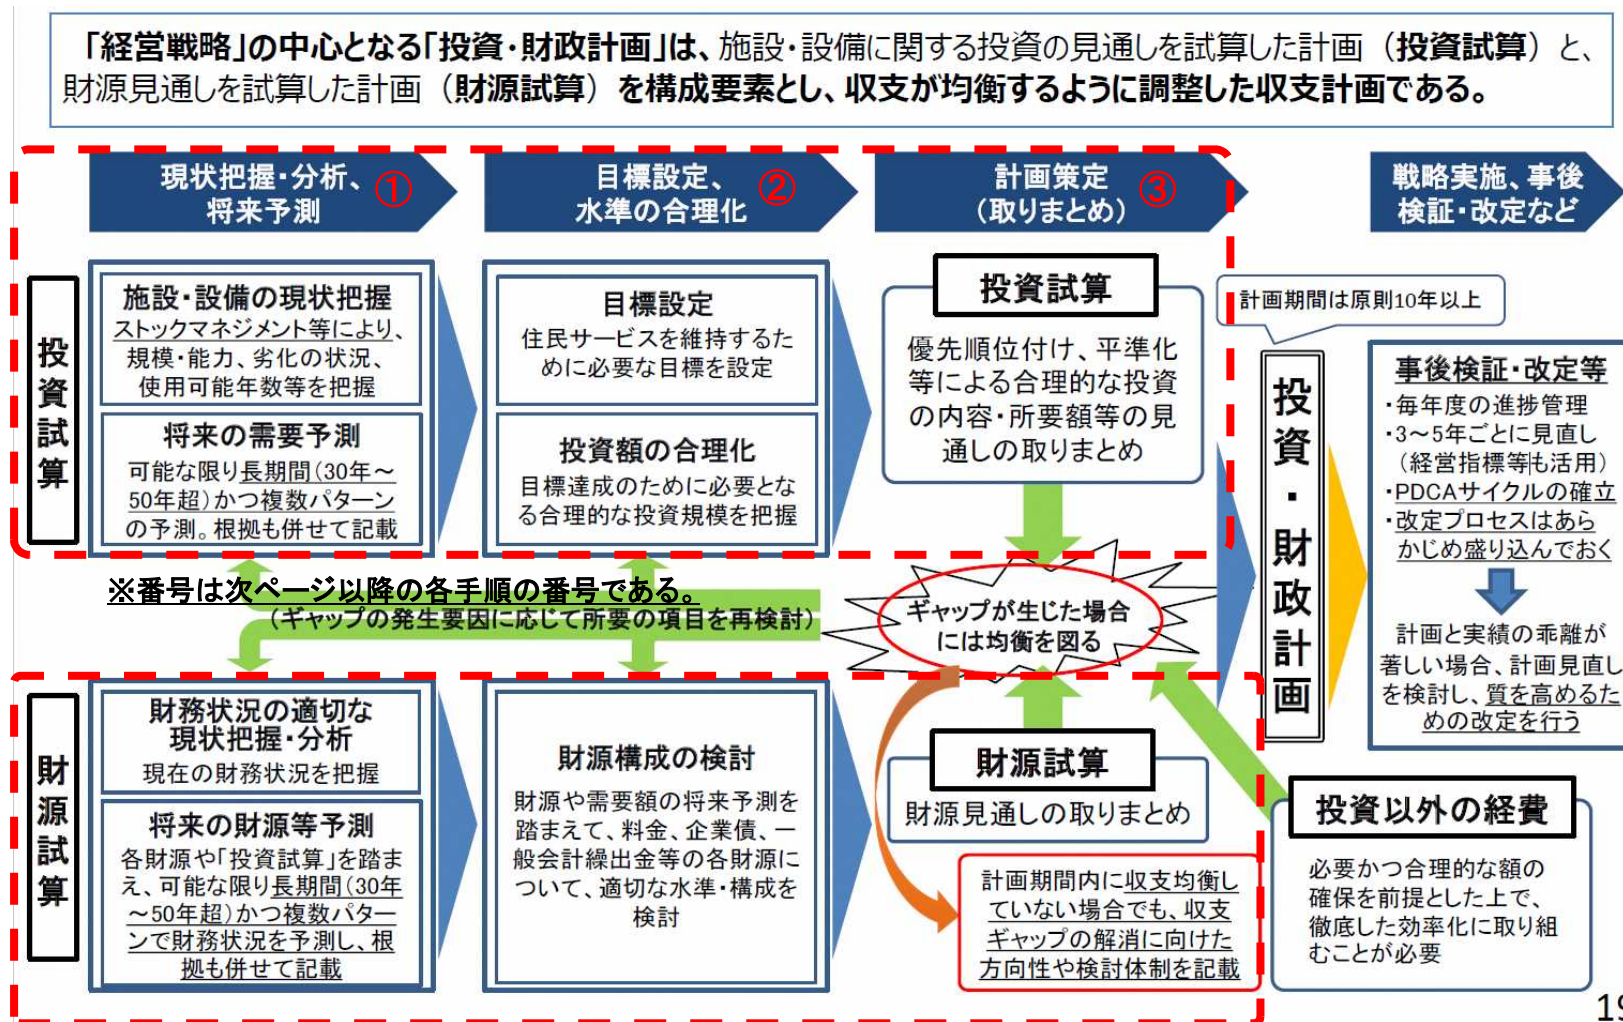 「経営戦略」の中心となる「投資・財政計画」は、施設・設備に関する投資の見通しを試算した計画（投資試算）と、
財源見通しを試算した計画（財源試算）を構成要素とし、収支が均衡するように調整した収支計画である。
現状把握・分析、
将来予測
①
目標設定、
水準の合理化
②
計画策定
（取りまとめ）
③
戦略実施、事後
検証・改定など
投資試算
施設・設備の現状把握
ストックマネジメント等により、
規模・能力、劣化の状況、
使用可能年数等を把握
将来の需要予測
可能な限り長期間（30年～
50年超）かつ複数パターン
の予測。根拠も併せて記載
目標設定
住民サービスを維持するた
めに必要な目標を設定
投資額の合理化
目標達成のために必要とな
る合理的な投資規模を把握
投資試算
優先順位付け、平準化
等による合理的な投資
の内容・所要額等の見
通しの取りまとめ
計画期間は原則10年以上
投資・財政計画
事後検証・改定等
・毎年度の進捗管理
・3～5年ごとに見直し
（経営指標等も活用）
・PDCAサイクルの確立
・改定プロセスはあら
かじめ盛り込んでおく
計画と実績の乖離が
著しい場合、計画見直し
を検討し、質を高めるた
めの改定を行う
※番号は次ページ以降の各手順の番号である。
（ギャップの発生要因に応じて所要の項目を再検討）
ギャップが生じた場合
には均衡を図る
財源試算
財務状況の適切な
現状把握・分析
現在の財務状況を把握
将来の財源等予測
各財源や「投資試算」を踏ま
え、可能な限り長期間（30年
～50年超）かつ複数パター
ンで財務状況を予測し、根
拠も併せて記載
財源構成の検討
財源や需要額の将来予測を
踏まえて、料金、企業債、一
般会計繰出金等の各財源に
ついて、適切な水準・構成を
検討
財源試算
財源見通しの取りまとめ
計画期間内に収支均衡し
ていない場合でも、収支
ギャップの解消に向けた
方向性や検討体制を記載
投資以外の経費
必要かつ合理的な額の
確保を前提とした上で、
徹底した効率化に取り組
むことが必要
19